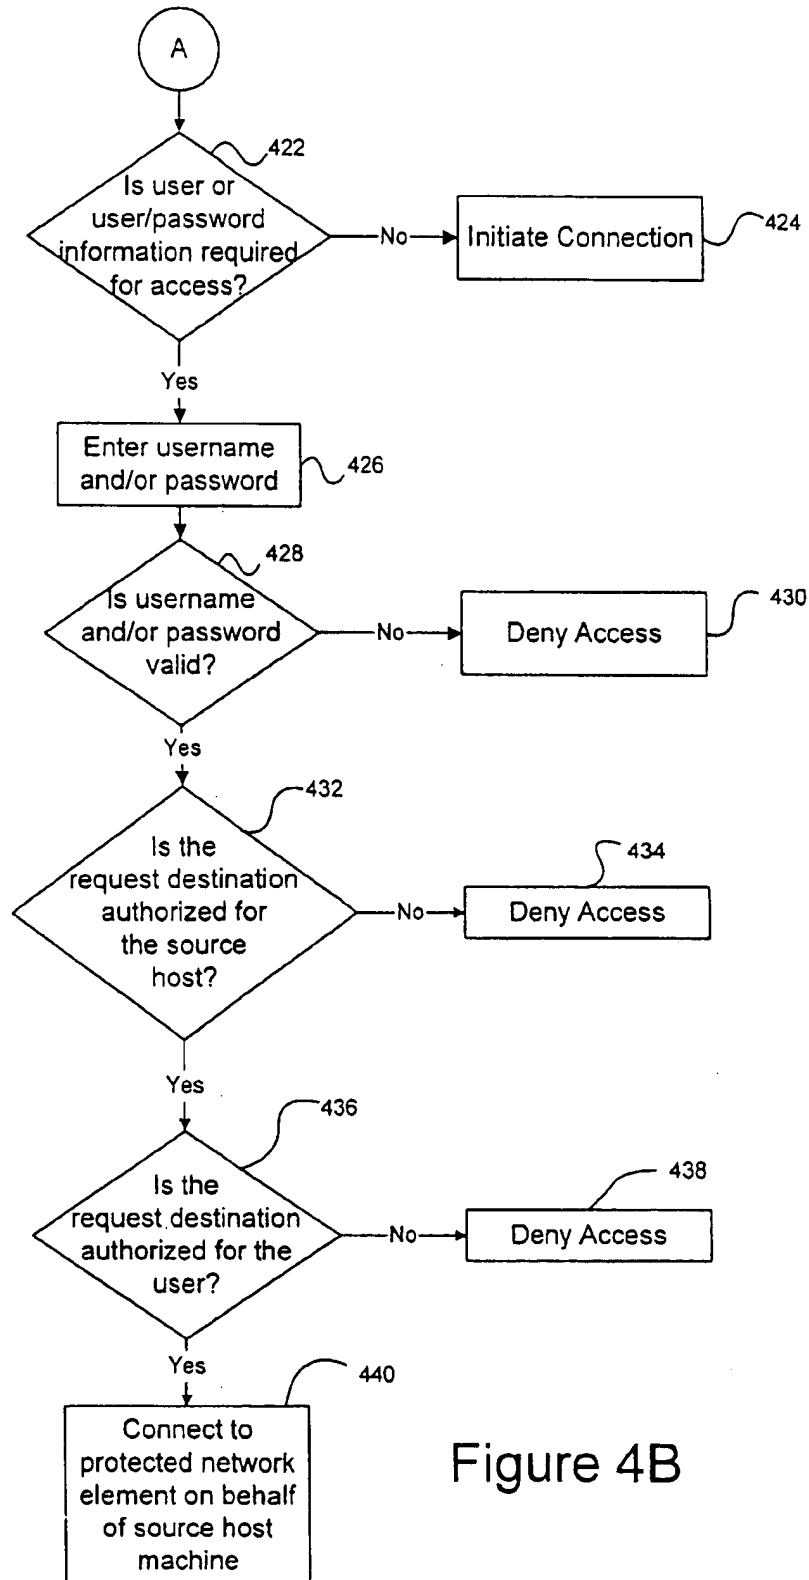 A
422
Is user or
user/password
information required
for access?
No
Initiate Connection
424
Yes
Enter username
and/or password
426
428
Is username
and/or password
valid?
No
Deny Access
430
Yes
432
Is the
request destination
authorized for
the source
host?
No
434
Deny Access
Yes
436
Is the
request destination
authorized for the
user?
No
438
Deny Access
Yes
440
Connect to
protected network
element on behalf
of source host
machine
Figure 4B